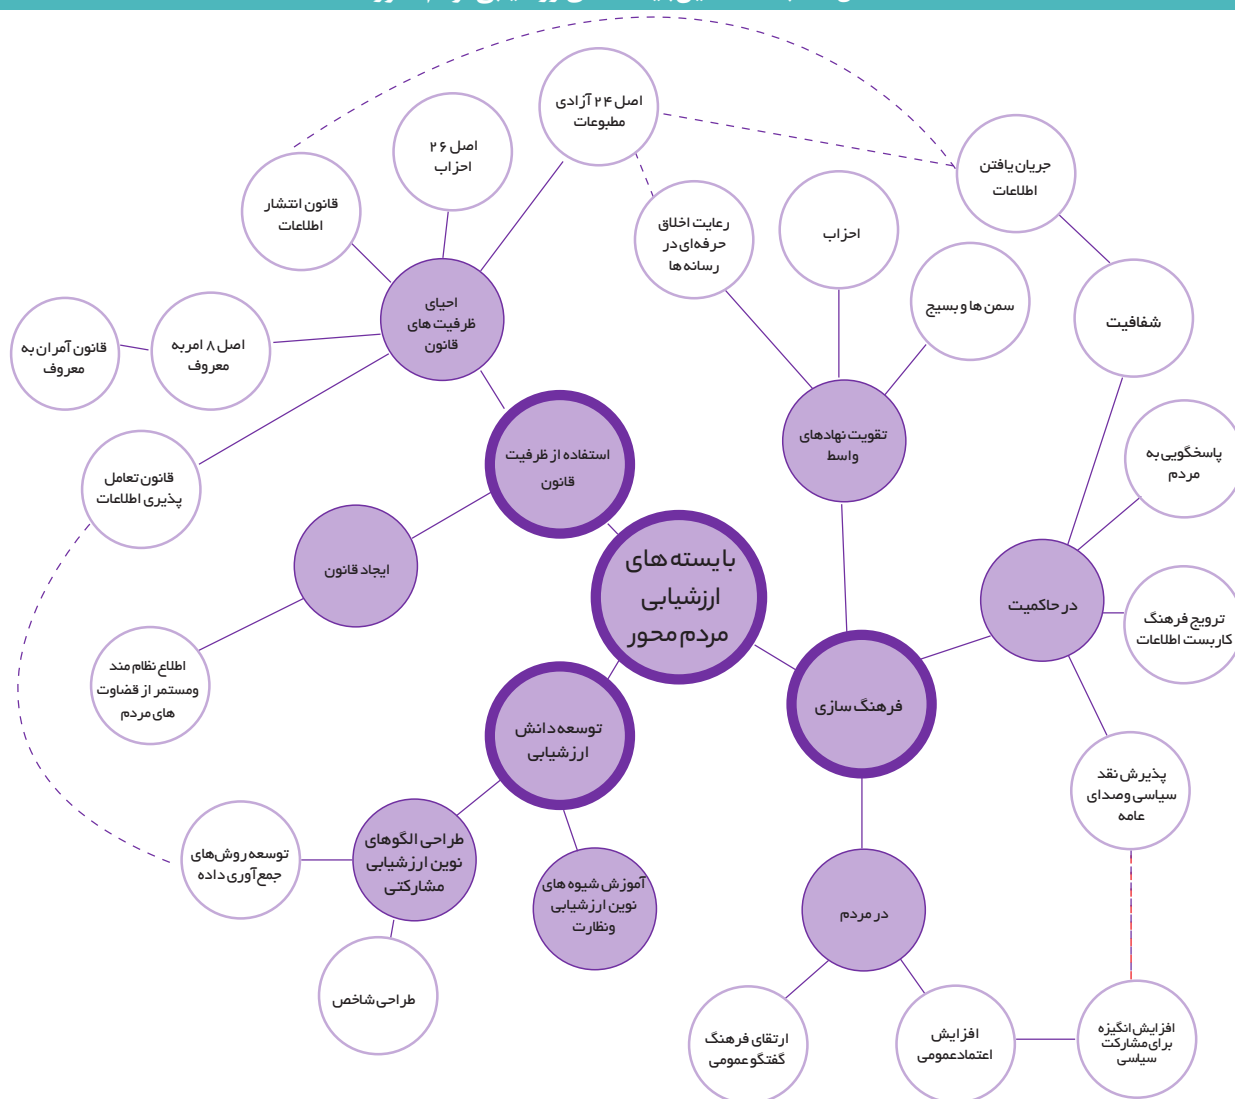 اصل ۲۴ آزادی
مطبوعات
اصل ۲۶
احزاب
قانون انتشار
اطلاعات
جریان یافتن
اطلاعات
رعایت اخلاق
حرفه‌ای در
رسانه ها
احزاب
سمن ها و بسیج
شفافیت
احیای
ظرفیت های
قانون
اصل ۸ امر به
معروف
قانون آمران به
معروف
تقویت نهادهای
واسط
پاسخگویی به
مردم
استفاده از ظرفیت
قانون
قانون تعامل
پذیری اطلاعات
ایجاد قانون
بایسته های
ارزشیابی
مردم محور
در حاکمیت
ترویج فرهنگ
کاربست اطلاعات
اطلاع نظام مند
ومستمر از قضاوت
های مردم
فرهنگ سازی
توسعه دانش
ارزشیابی
پذیرش نقد
سیاسی وصدای
عامه
توسعه روش‌های
جمع‌آوری داده
طراحی الگوهای
نوین ارزشیابی
مشارکتی
آموزش شیوه های
نوین ارزشیابی
ونظارت
در مردم
طراحی شاخص
ارتقای فرهنگ
گفتگو عمومی
افزایش
اعتماد عمومی
افزایش انگیزه
برای مشارکت
سیاسی